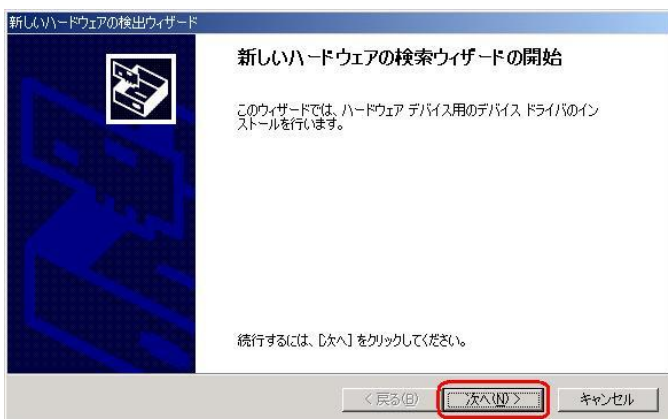 新しいハードウェアの検出ウィザード
新しいハードウェアの検索ウィザードの開始
このウィザードでは、ハードウェア デバイス用のデバイス ドライバのイン
ストールを行います。
続行するには、[次へ] をクリックしてください。
< 戻る(B)
次へ(N) >
キャンセル